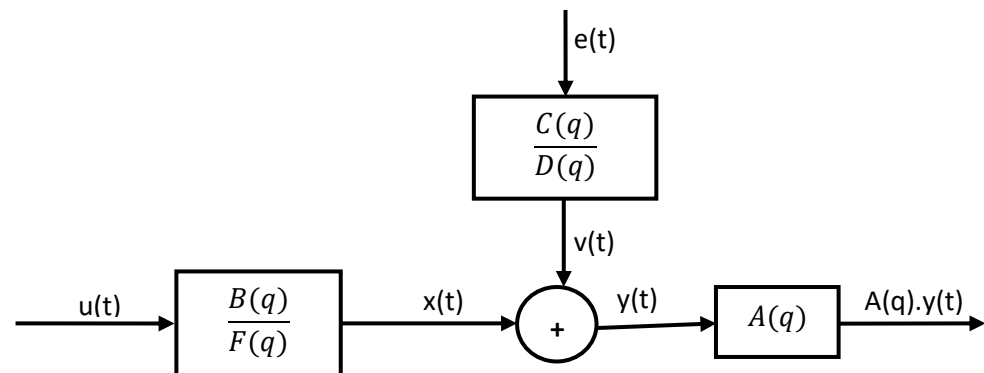 e(t)
C(q)
D(q)
v(t)
u(t)
B(q)
F(q)
x(t)
+
y(t)
A(q)
A(q).y(t)